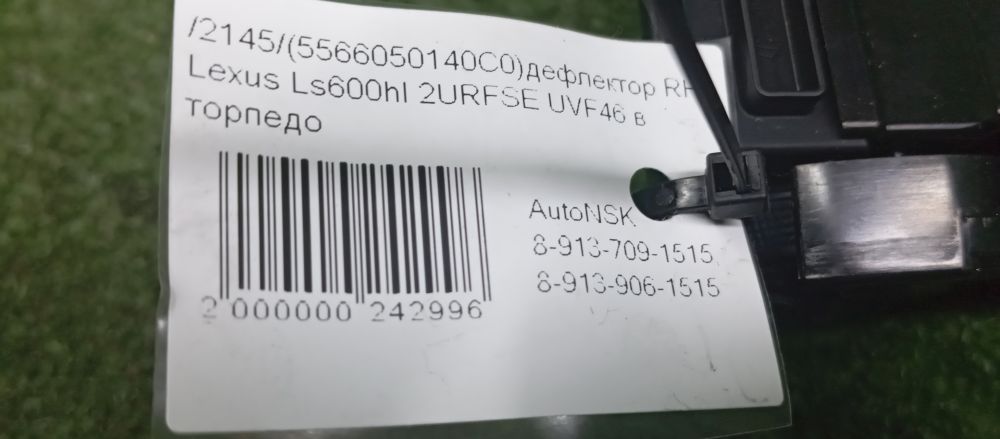 /2145/(5566050140C0)дефлектор RH
Lexus Ls600hl 2URFSE UVF46 в
торпедо
AutoNSK
8-913-709-1515
8-913-906-1515
2 000000 242996